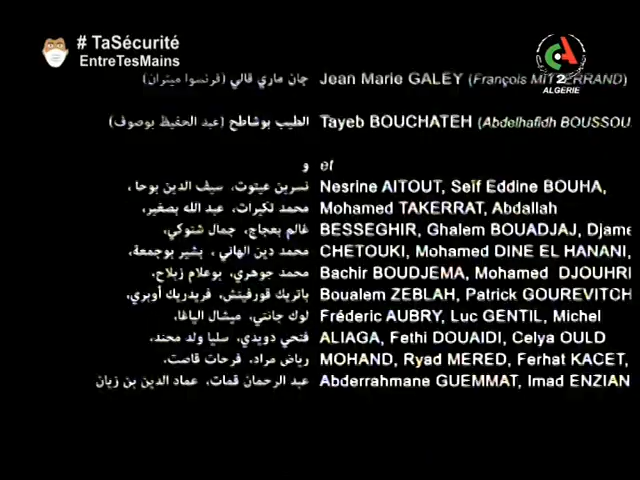 # TaSécurité
EntreTesMains
2
ALGERIE
جان ماري قالي (فرنسوا ميتران) Jean Marie GALEY (François MITTERRAND)
الطيب بوشاطح (عبد الحفيظ بوصوف) Tayeb BOUCHATEH (Abdelhafidh BOUSSOU
و et
نسرين عيتوت، سيف الدين بوحا، Nesrine AITOUT, Seïf Eddine BOUHA,
محمد تكيرات، عبد الله بصغير، Mohamed TAKERRAT, Abdallah
غالم بعجاج، جمال شتوكي، BESSEGHIR, Ghalem BOUADJAJ, Djame
محمد دين الهاني، بشير بوجمعة، CHETOUKI, Mohamed DINE EL HANANI,
محمد جوهري، بوعلام زبلاح، Bachir BOUDJEMA, Mohamed DJOUHRI
باتريك قورفيتش، فريدريك أوبري، Boualem ZEBLAH, Patrick GOUREVITCH
لوك جانتي، ميشال الياغا، Fréderic AUBRY, Luc GENTIL, Michel
فتحي دويدي، سليا ولد محند، ALIAGA, Fethi DOUAIDI, Celya OULD
رياض مراد، فرحات قاصت، MOHAND, Ryad MERED, Ferhat KACET,
عبد الرحمان قمات، عماد الدين بن زيان Abderrahmane GUEMMAT, Imad ENZIAN